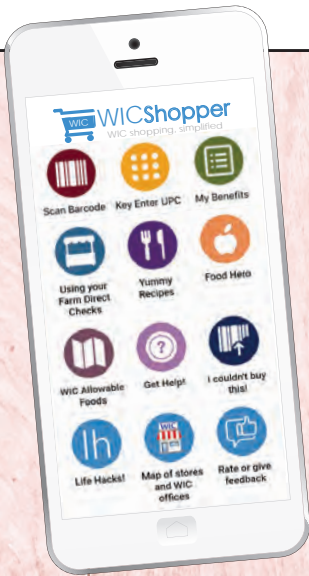 WIC WICShopper
WIC shopping, simplified
Scan Barcode Key Enter UPC My Benefits
Using your
Farm Direct
Checks
Yummy
Recipes
Food Hero
WIC Allowable
Foods
?
Get Help!
I couldn't buy
this!
lh
Life Hacks!
WIC
Map of stores
and WIC
offices
Rate or give
feedback